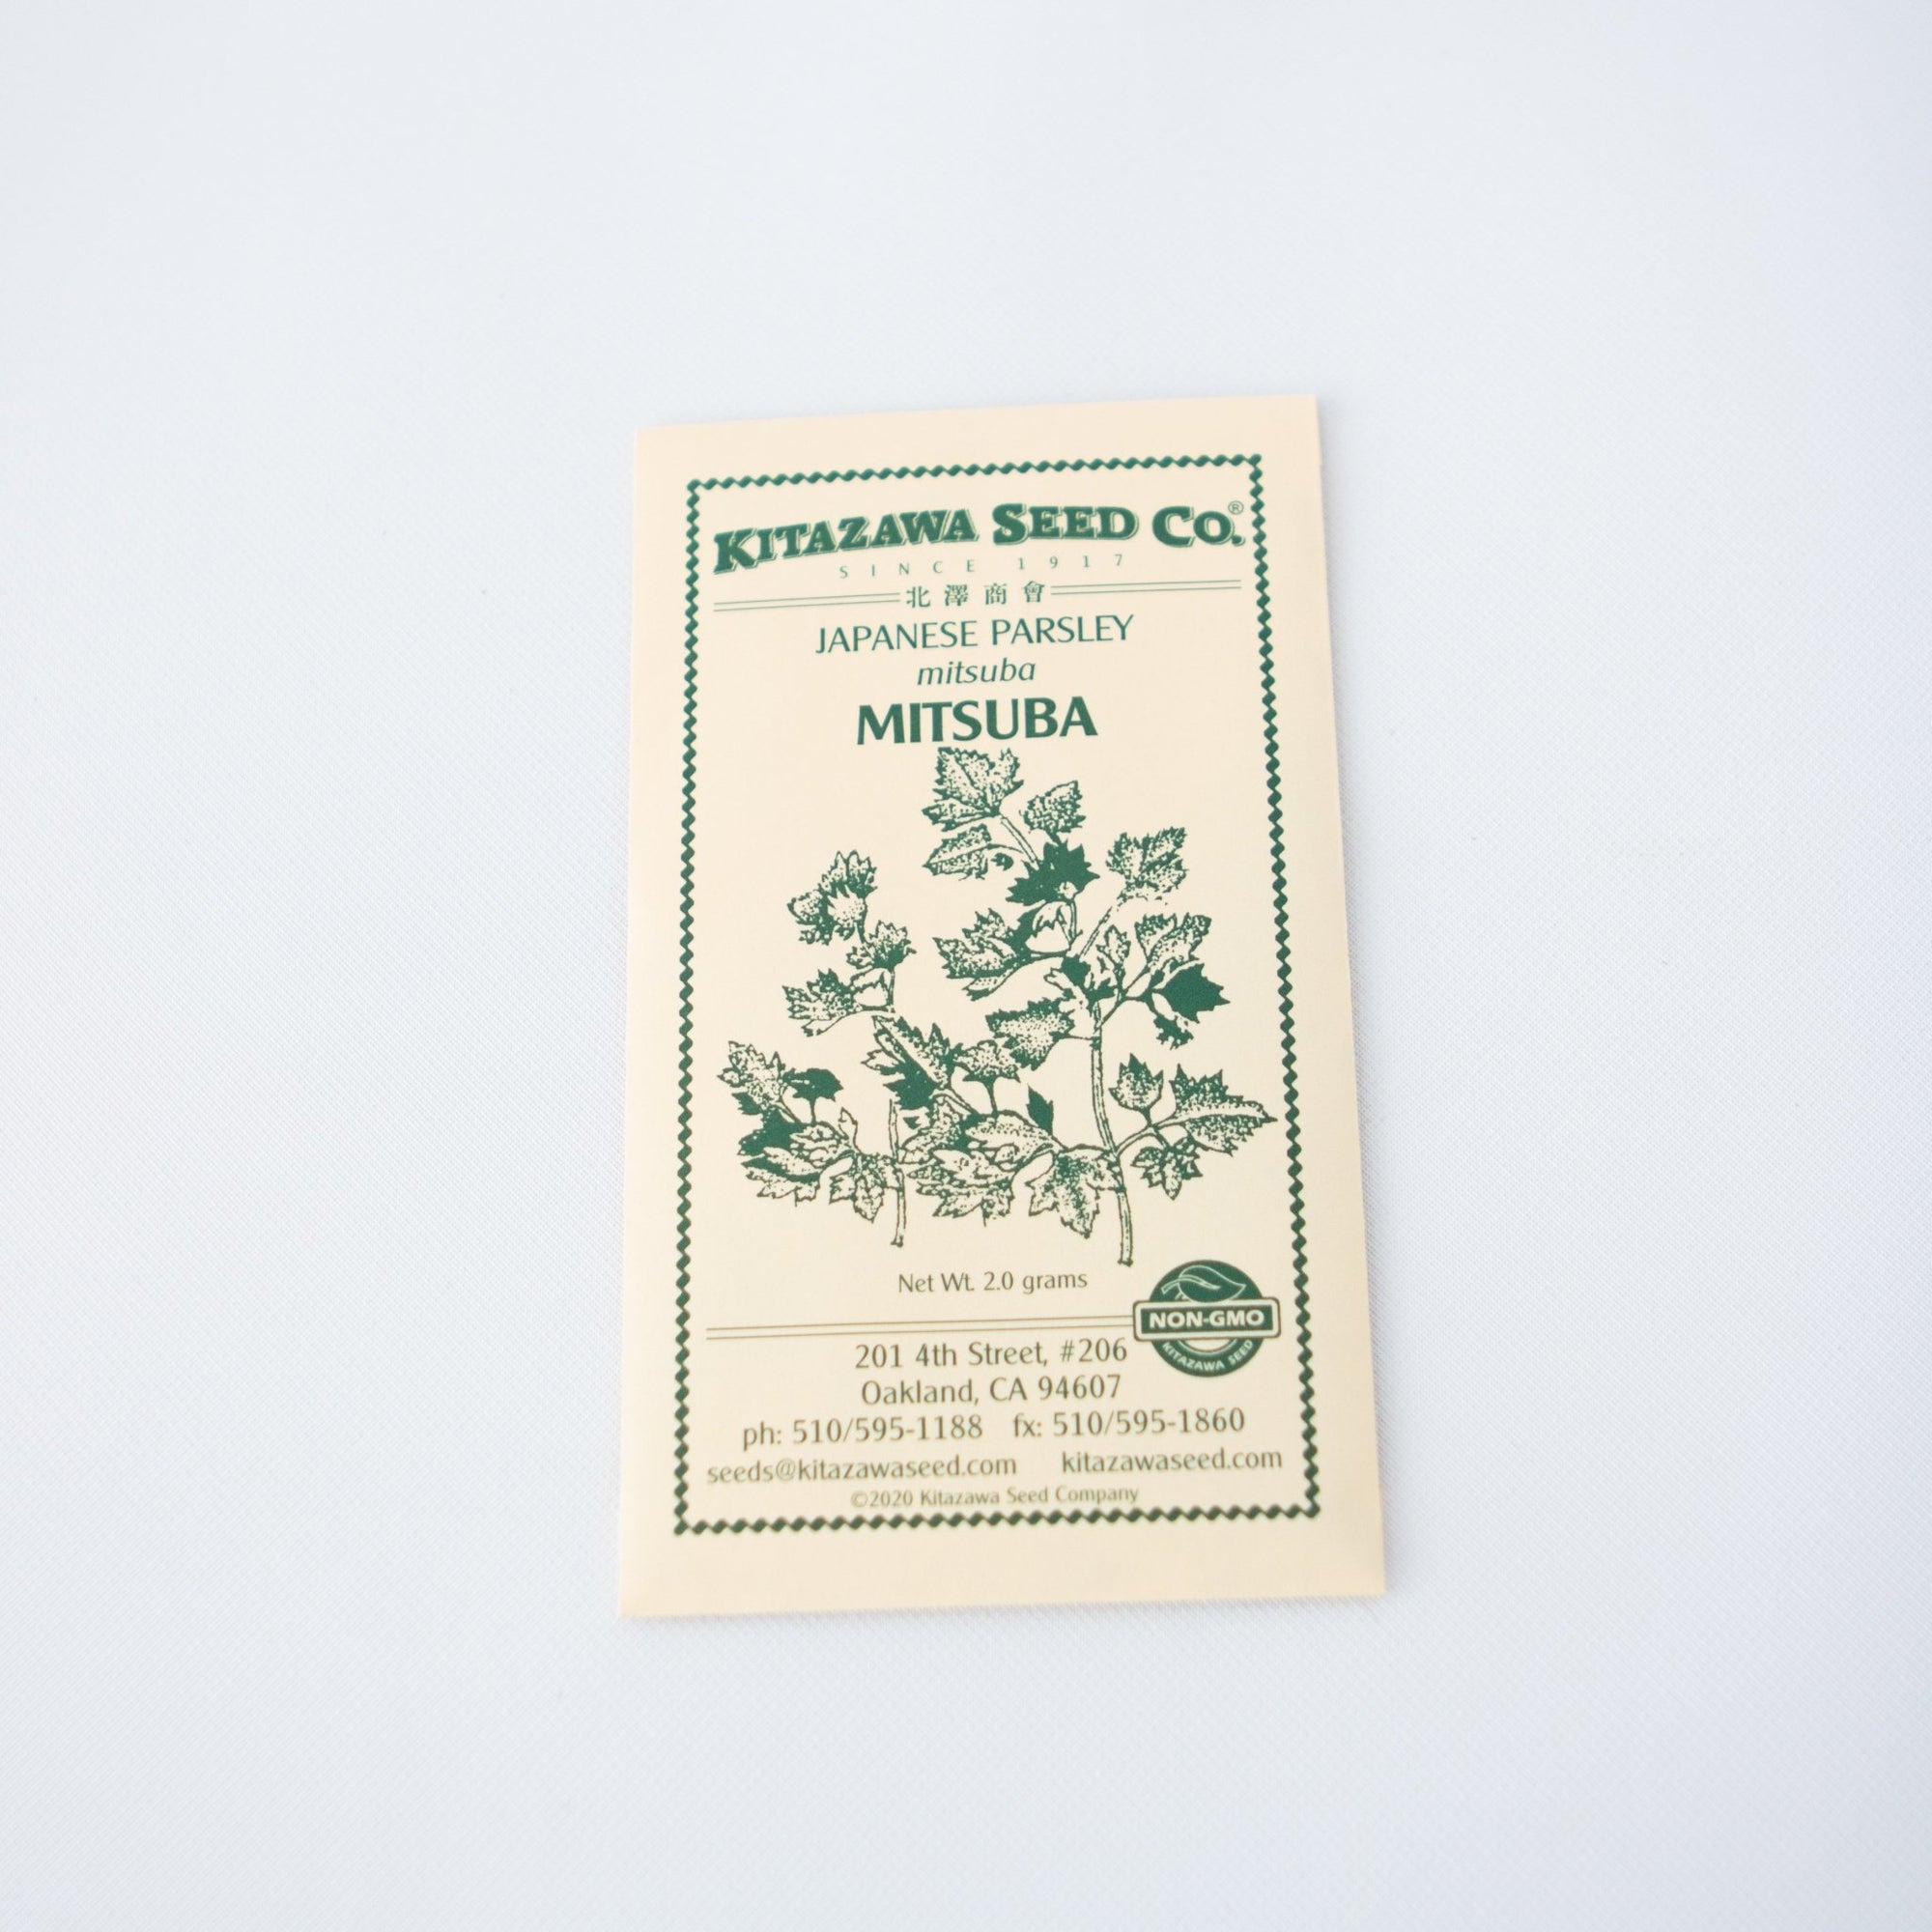 KITAZAWA SEED CO.®
SINCE 1917
北澤商會
JAPANESE PARSLEY
mitsuba
MITSUBA
Net Wt. 2.0 grams
NON-GMO
KITAZAWA SEED
201 4th Street, #206
Oakland, CA 94607
ph: 510/595-1188 fx: 510/595-1860
seeds@kitazawaseed.com kitazawaseed.com
©2020 Kitazawa Seed Company